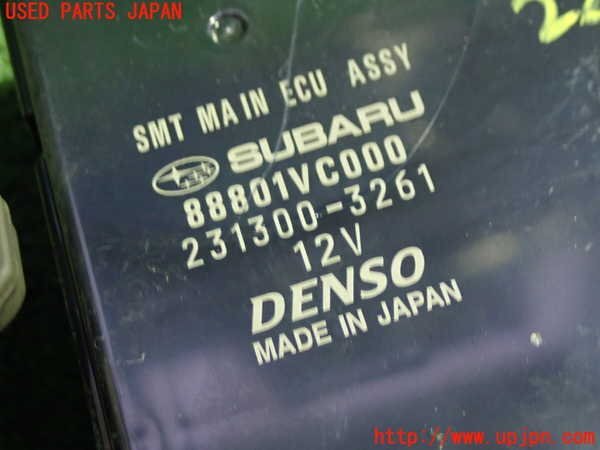 USED PARTS JAPAN
SMT MAIN ECU ASSY
SUBARU
88801VC000
231300-3261
12V
DENSO
MADE IN JAPAN
(C) http://www.upjpn.com